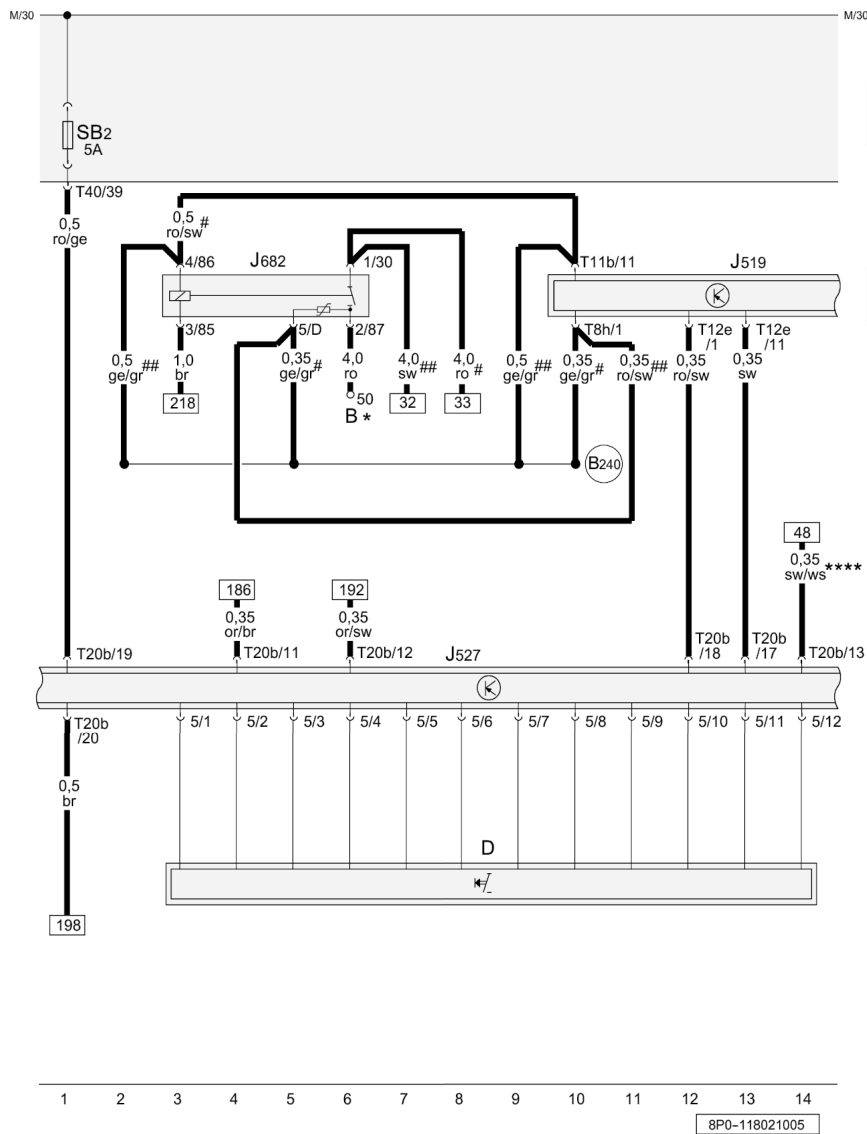 M/30 M/30
SB2
5A
T40/39
0,5
ro/ge
0,5
ro/sw #
4/86 J682 1/30 T11b/11 J519
3/85 5/D 2/87 T8h/1 T12e
/1 T12e
/11
0,5
ge/gr ##
1,0
br
0,35
ge/gr #
4,0
ro
4,0
sw ##
4,0
ro #
0,5
ge/gr ##
0,35
ge/gr #
0,35
ro/sw ##
0,35
ro/sw
0,35
sw
218
50
B *
32
33
B240
48
0,35
sw/ws ****
186
0,35
or/br
192
0,35
or/sw
T20b/19 T20b/11 T20b/12 J527 T20b
/18 T20b
/17 T20b/13
T20b
/20
5/1 5/2 5/3 5/4 5/5 5/6 5/7 5/8 5/9 5/10 5/11 5/12
0,5
br
D
198
1 2 3 4 5 6 7 8 9 10 11 12 13 14
8P0-118021005